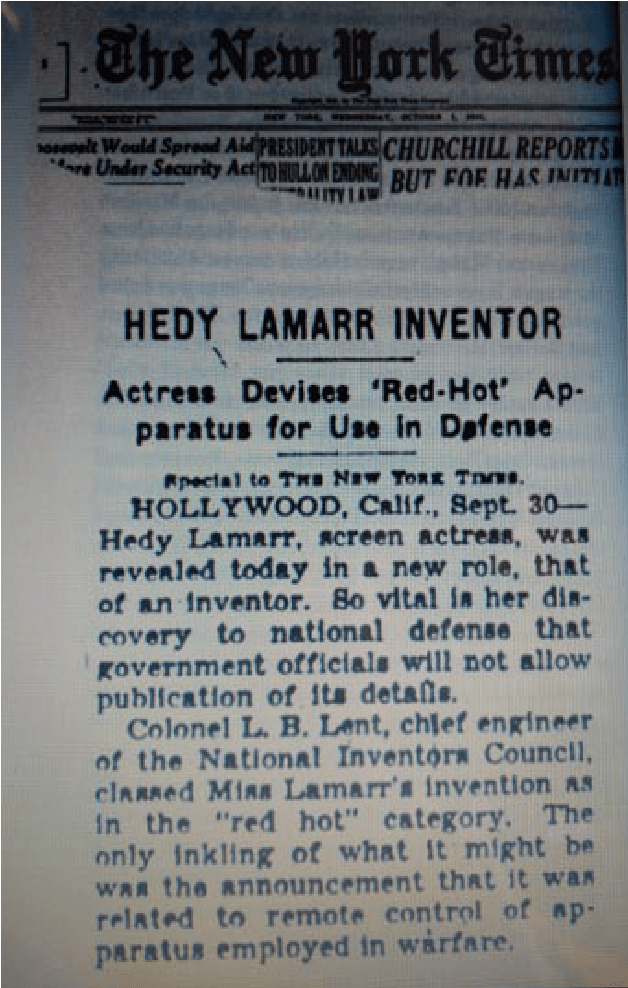 The New York Times
NEW YORK, WEDNESDAY, OCTOBER 1,
Roosevelt Would Spread Aid
More Under Security Act
PRESIDENT TALKS
TO HULL ON ENDING
LITY LAW
CHURCHILL REPORTS
BUT FOE HAS INITIAT
HEDY LAMARR INVENTOR
Actress Devises ‘Red-Hot’ Ap-
paratus for Use in Defense
Special to THE NEW YORK TIMES.
HOLLYWOOD, Calif., Sept. 30—
Hedy Lamarr, screen actress, was
revealed today in a new role, that
of an inventor. So vital is her dis-
covery to national defense that
government officials will not allow
publication of its details.
Colonel L. B. Lent, chief engineer
of the National Inventors Council,
classed Miss Lamarr's invention as
in the "red hot" category. The
only inkling of what it might be
was the announcement that it was
related to remote control of ap-
paratus employed in warfare.